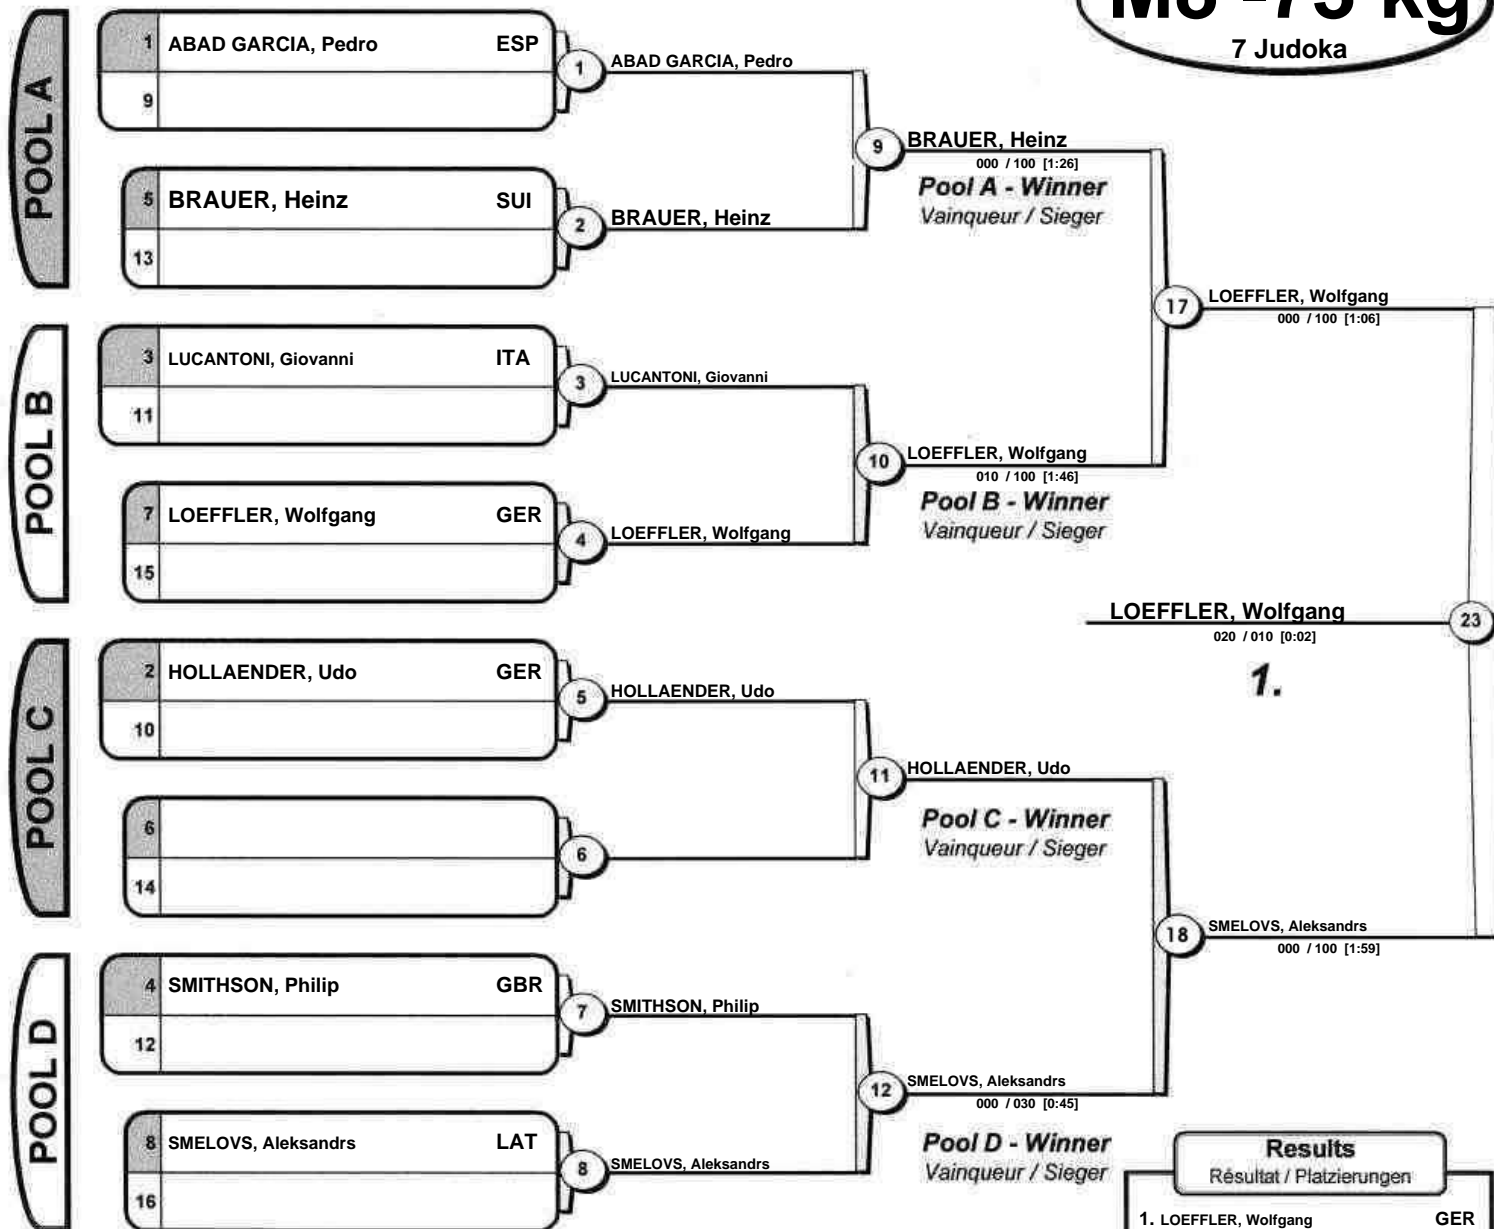 M8 -73 kg
7 Judoka
POOL A
1 ABAD GARCIA, Pedro ESP
9
1 ABAD GARCIA, Pedro
5 BRAUER, Heinz SUI
13
2 BRAUER, Heinz
9 BRAUER, Heinz
000 / 100 [1:26]
Pool A - Winner
Vainqueur / Sieger
POOL B
3 LUCANTONI, Giovanni ITA
11
3 LUCANTONI, Giovanni
7 LOEFFLER, Wolfgang GER
15
4 LOEFFLER, Wolfgang
10 LOEFFLER, Wolfgang
010 / 100 [1:46]
Pool B - Winner
Vainqueur / Sieger
17 LOEFFLER, Wolfgang
000 / 100 [1:06]
LOEFFLER, Wolfgang 23
020 / 010 [0:02]
1.
POOL C
2 HOLLAENDER, Udo GER
10
5 HOLLAENDER, Udo
6
14
6
11 HOLLAENDER, Udo
Pool C - Winner
Vainqueur / Sieger
POOL D
4 SMITHSON, Philip GBR
12
7 SMITHSON, Philip
8 SMELOVS, Aleksandrs LAT
16
8 SMELOVS, Aleksandrs
12 SMELOVS, Aleksandrs
000 / 030 [0:45]
Pool D - Winner
Vainqueur / Sieger
18 SMELOVS, Aleksandrs
000 / 100 [1:59]
Results
Résultat / Platzierungen
1. LOEFFLER, Wolfgang GER